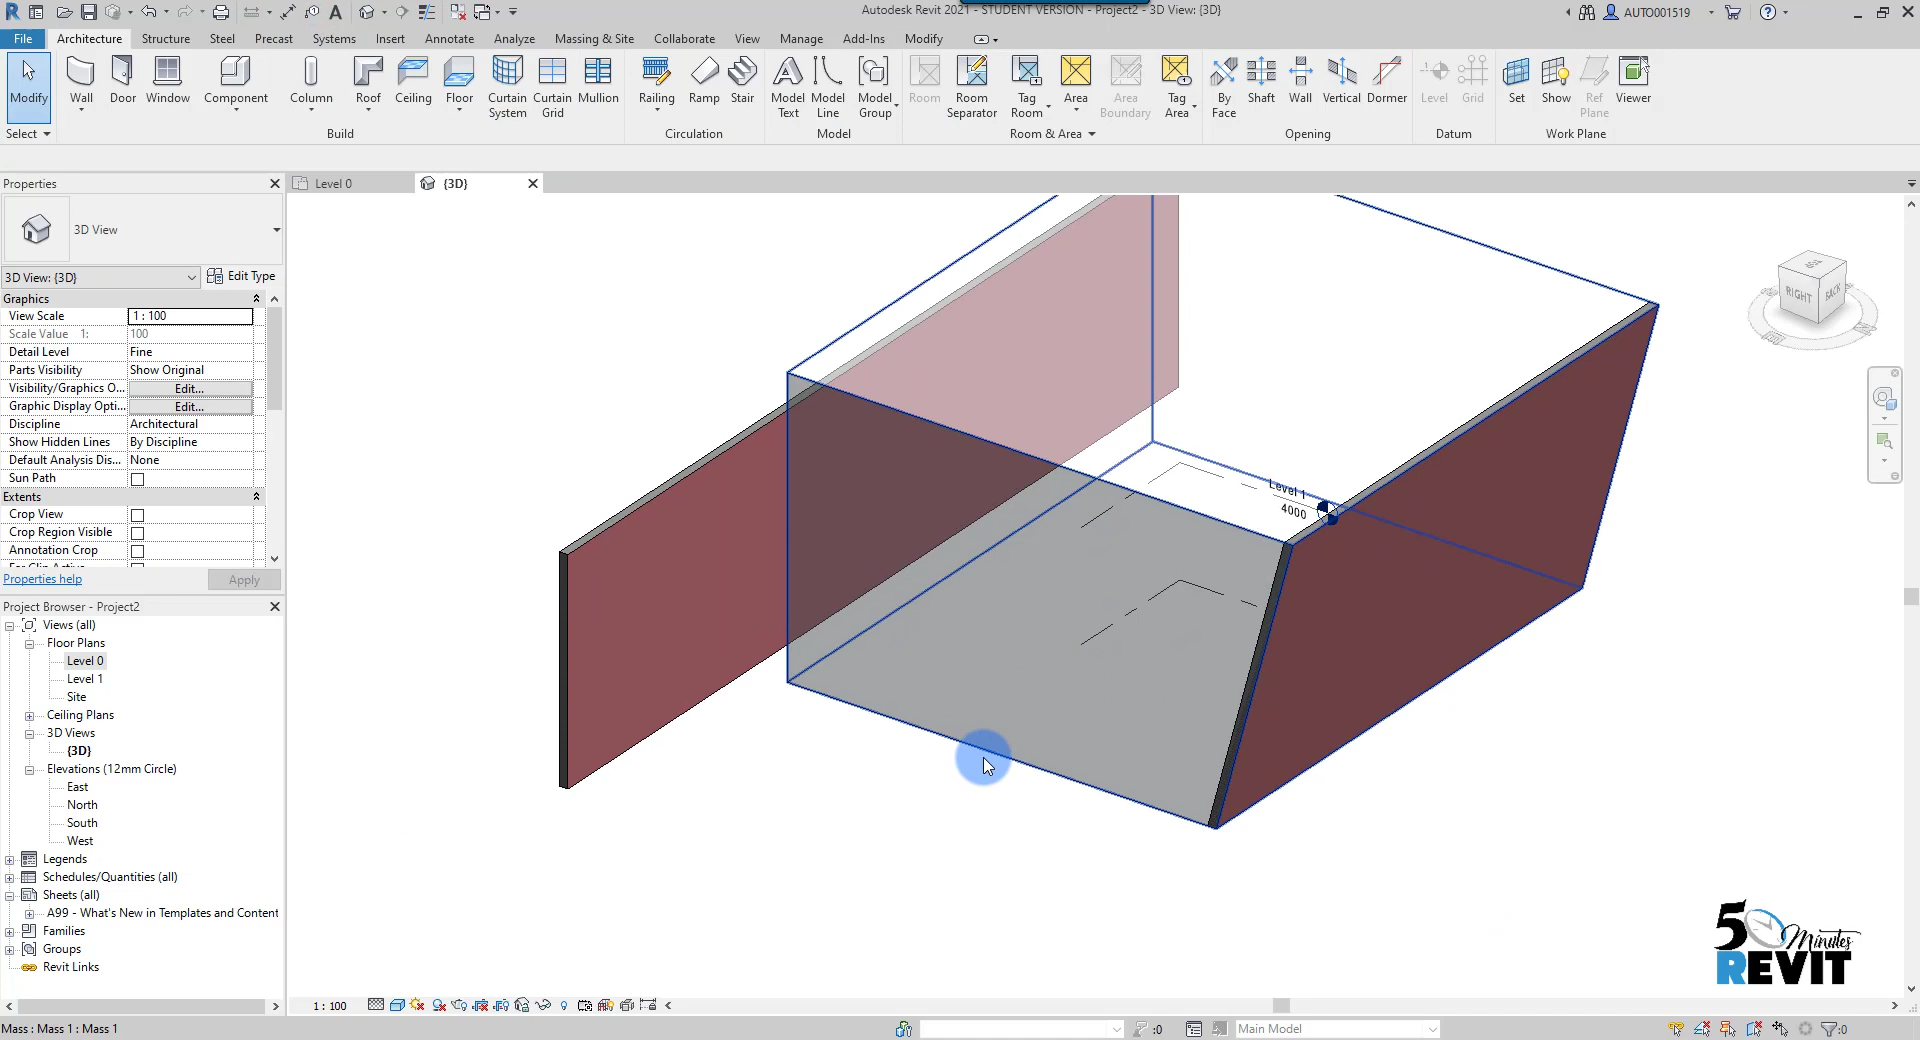 Autodesk Revit 2021 - STUDENT VERSION - Project2 - 3D View: {3D}
AUTO001519
File Architecture Structure Steel Precast Systems Insert Annotate Analyze Massing & Site Collaborate View Manage Add-Ins Modify
Modify Wall Door Window Component Column Roof Ceiling Floor Curtain System Curtain Grid Mullion Railing Ramp Stair Model Text Model Line Model Group Room Room Separator Tag Room Area Area Boundary Tag Area By Face Shaft Wall Vertical Dormer Level Grid Set Show Ref Plane Viewer
Select Build Circulation Model Room & Area Opening Datum Work Plane
Properties
Level 0
{3D}
3D View
3D View: {3D}
Edit Type
Graphics
View Scale 1 : 100
Scale Value 1: 100
Detail Level Fine
Parts Visibility Show Original
Visibility/Graphics O... Edit...
Graphic Display Opti... Edit...
Discipline Architectural
Show Hidden Lines By Discipline
Default Analysis Dis... None
Sun Path
Extents
Crop View
Crop Region Visible
Annotation Crop
Properties help
Apply
Project Browser - Project2
Views (all)
Floor Plans
Level 0
Level 1
Site
Ceiling Plans
3D Views
{3D}
Elevations (12mm Circle)
East
North
South
West
Legends
Schedules/Quantities (all)
Sheets (all)
A99 - What's New in Templates and Content
Families
Groups
Revit Links
Level 1
4000
RIGHT
BACK
5 Minutes
REVIT
1 : 100
Mass : Mass 1 : Mass 1
:0
Main Model
:0